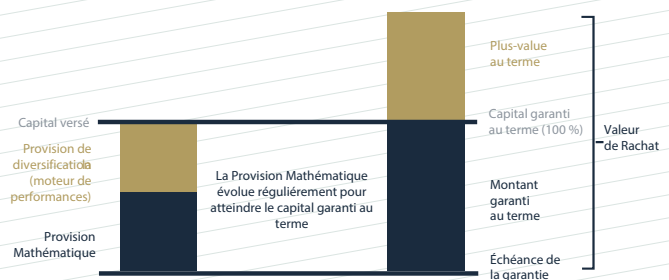 Capital versé
Provision de
diversification
(moteur de
performances)
Provision
Mathématique
La Provision Mathématique
évolue réguliérement pour
atteindre le capital garanti au
terme
Plus-value
au terme
Capital garanti
au terme (100 %)
Montant
garanti
au terme
Échéance de
la garantie
Valeur
de Rachat